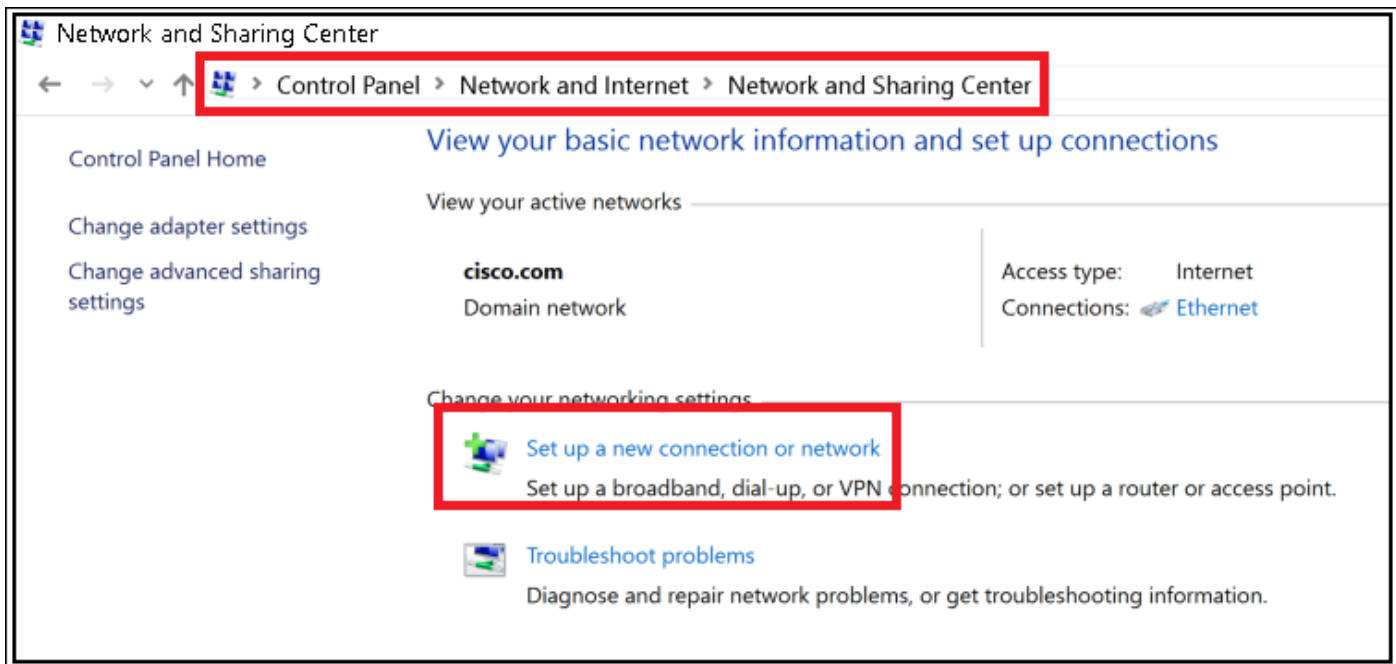 Network and Sharing Center
Control Panel > Network and Internet > Network and Sharing Center
Control Panel Home
Change adapter settings
Change advanced sharing
settings
View your basic network information and set up connections
View your active networks
cisco.com
Domain network
Access type: Internet
Connections: Ethernet
Change your networking settings
Set up a new connection or network
Set up a broadband, dial-up, or VPN connection; or set up a router or access point.
Troubleshoot problems
Diagnose and repair network problems, or get troubleshooting information.